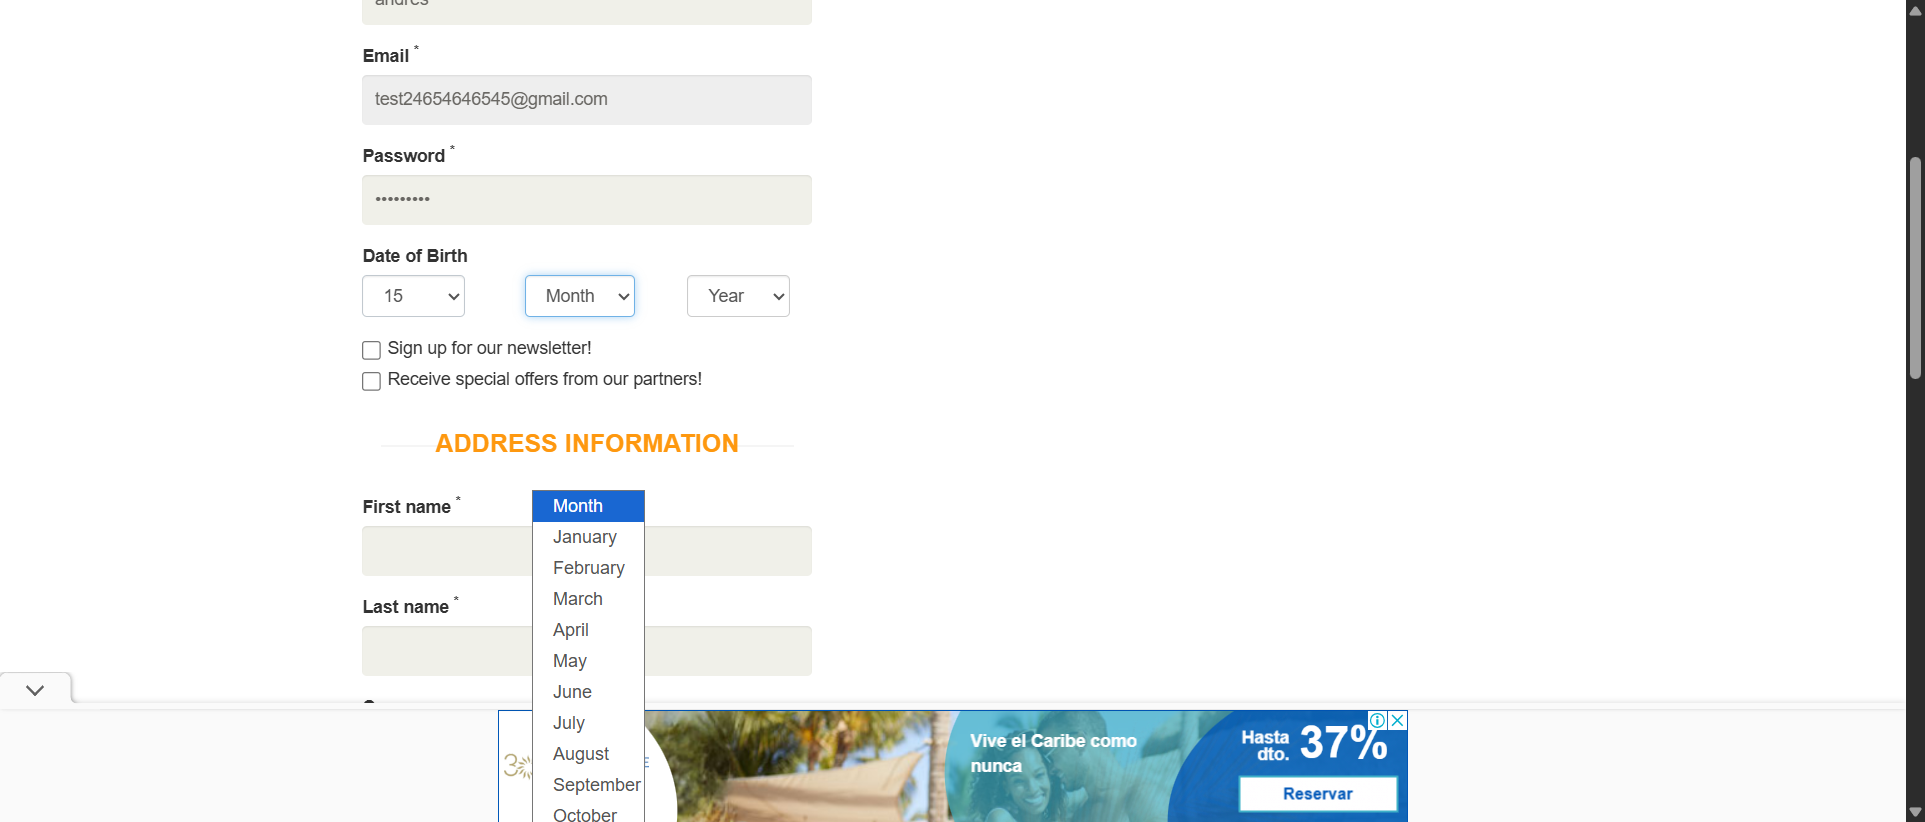 andres
Email *
test24654646545@gmail.com
Password *
•••••••••
Date of Birth
15 Month Year
Sign up for our newsletter!
Receive special offers from our partners!
ADDRESS INFORMATION
First name *
Last name *
Month
January
February
March
April
May
June
July
August
September
October
Vive el Caribe como
nunca
Hasta
dto.
37%
Reservar